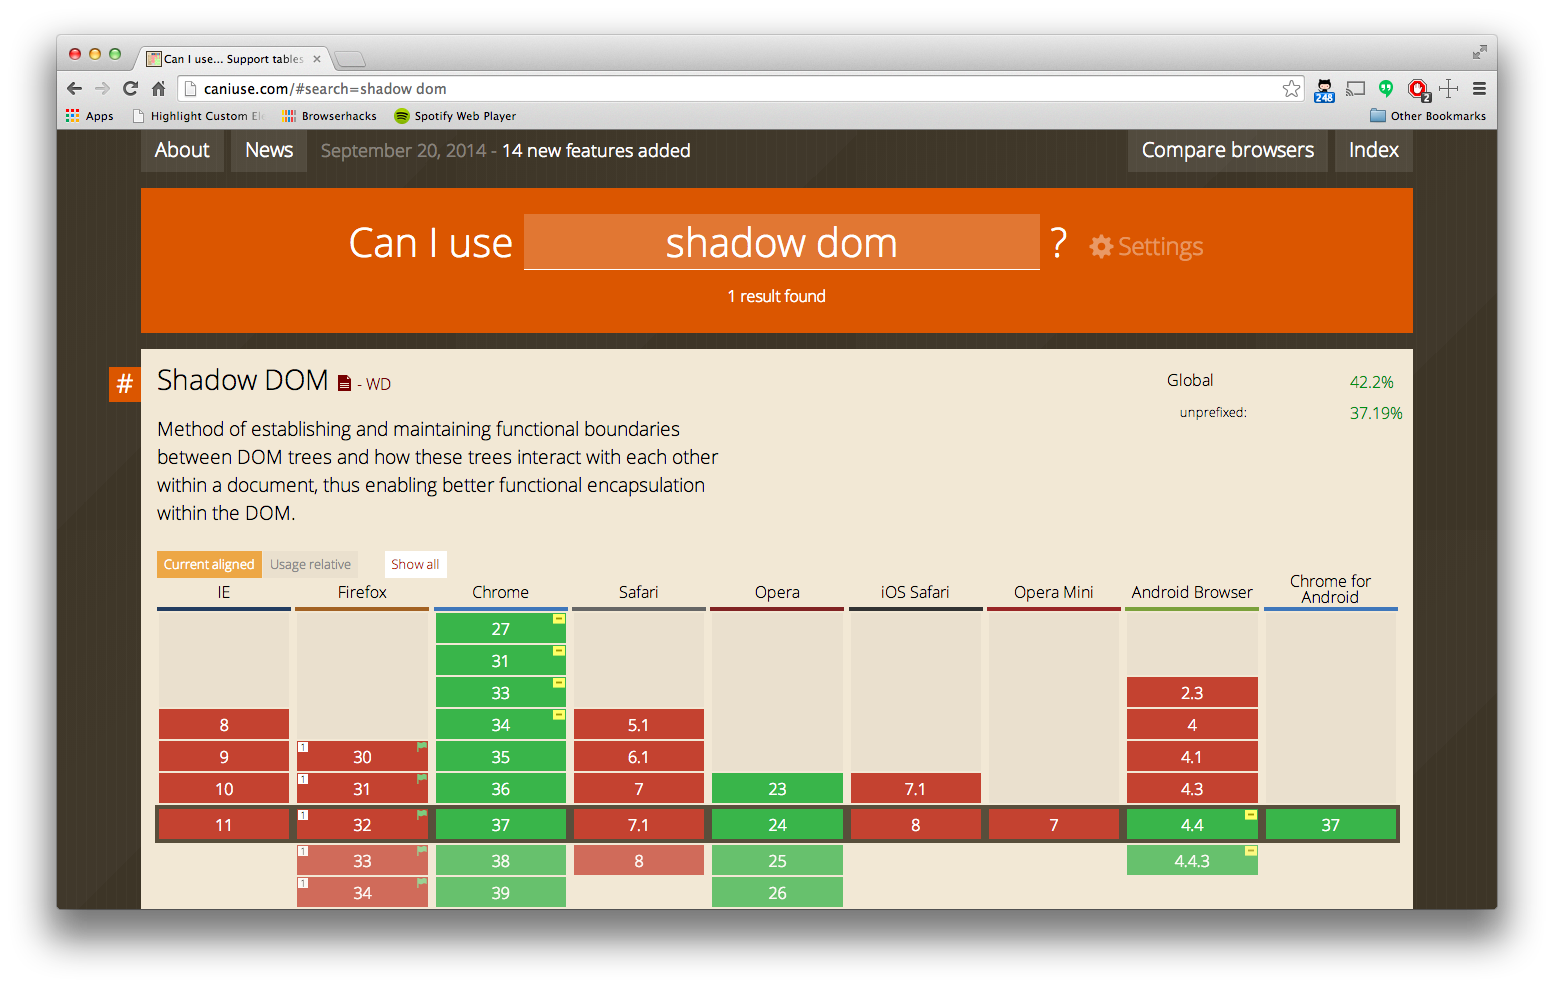 Can I use... Support tables
caniuse.com/#search=shadow dom
248
2
Apps Highlight Custom El Browserhacks Spotify Web Player Other Bookmarks
About News September 20, 2014 - 14 new features added Compare browsers Index
Can I use shadow dom ? Settings
1 result found
# Shadow DOM - WD
Global 42.2%
unprefixed: 37.19%
Method of establishing and maintaining functional boundaries
between DOM trees and how these trees interact with each other
within a document, thus enabling better functional encapsulation
within the DOM.
Current aligned Usage relative Show all
IE Firefox Chrome Safari Opera iOS Safari Opera Mini Android Browser Chrome for Android
27
31
33 2.3
8 34 5.1 4
9 1 30 35 6.1 4.1
10 1 31 36 7 23 7.1 4.3
11 1 32 37 7.1 24 8 7 4.4 37
1 33 38 8 25 4.4.3
1 34 39 26